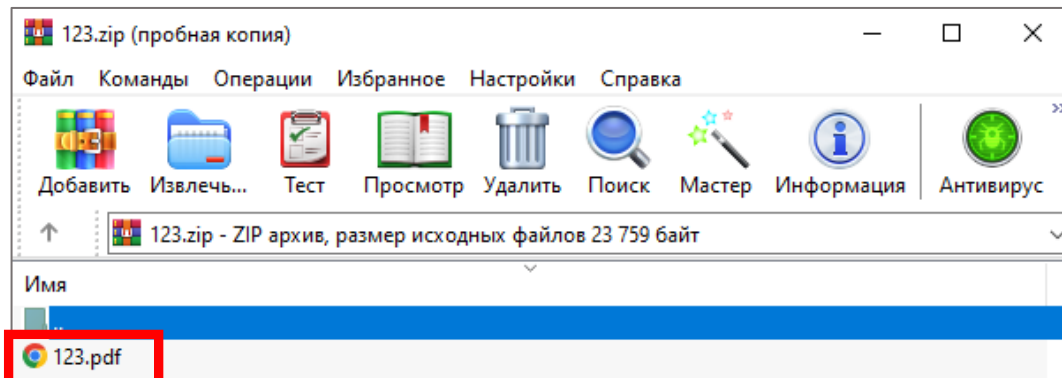 123.zip (пробная копия)
Файл Команды Операции Избранное Настройки Справка
Добавить Извлечь... Тест Просмотр Удалить Поиск Мастер Информация Антивирус
123.zip - ZIP архив, размер исходных файлов 23 759 байт
Имя
..
123.pdf